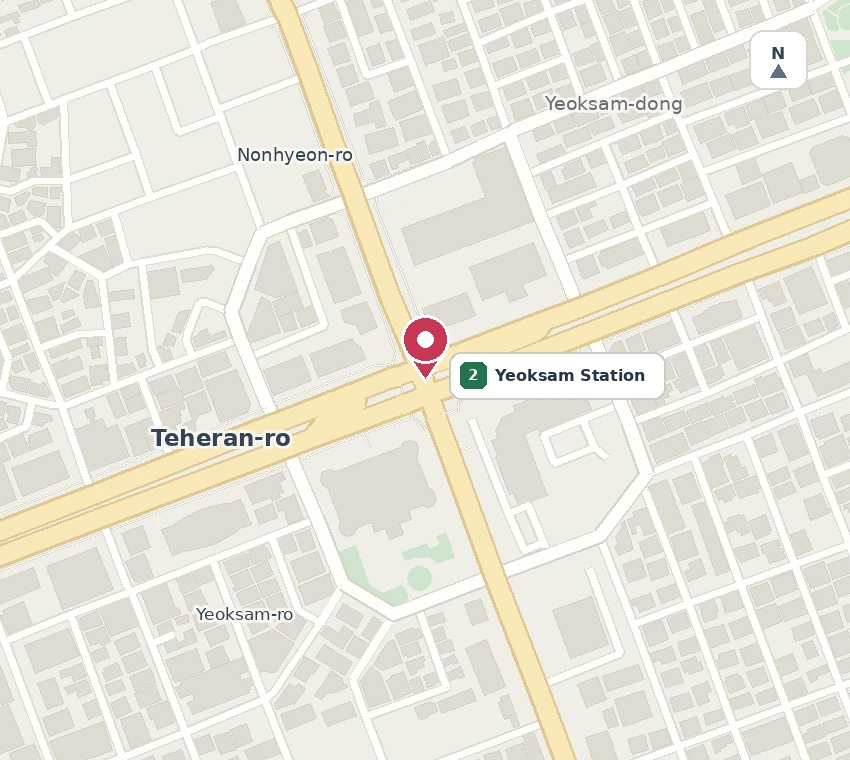 N
Yeoksam-dong
Nonhyeon-ro
2 Yeoksam Station
Teheran-ro
Yeoksam-ro